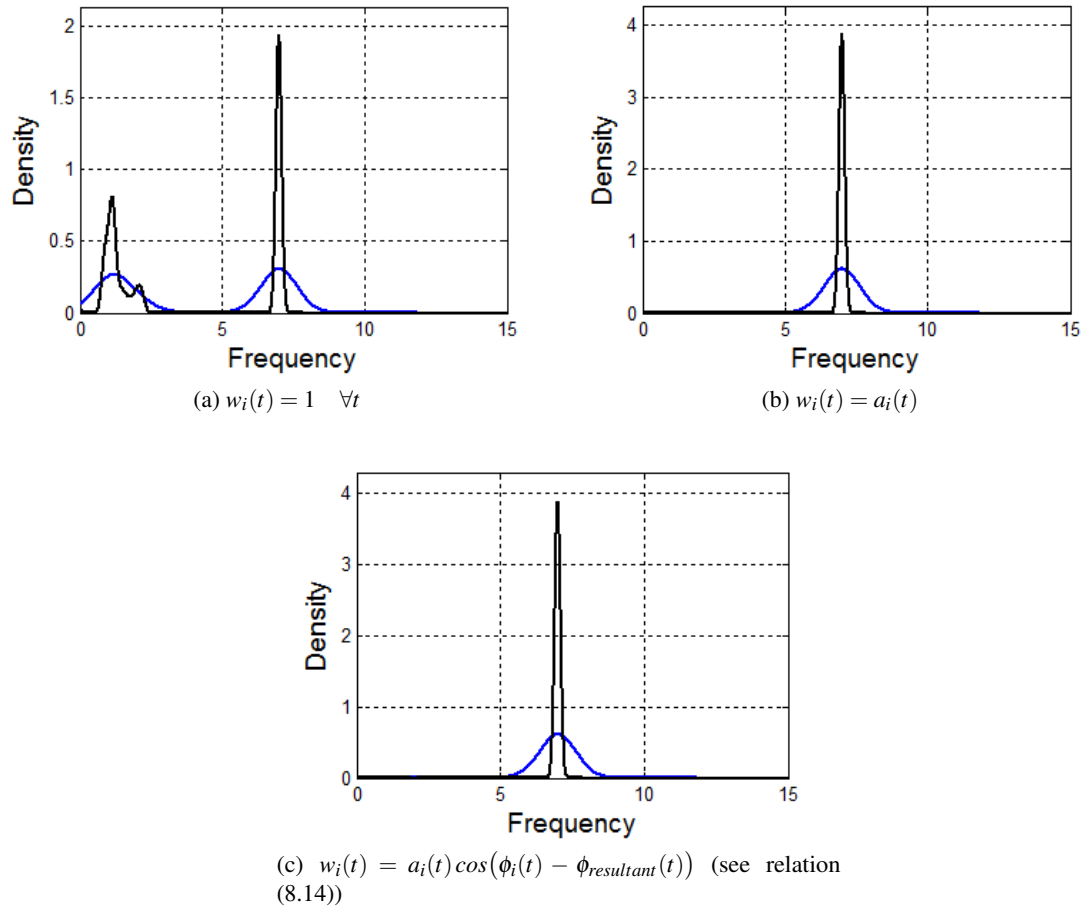 2
1.5
1
0.5
0
Density
0 5 10 15
Frequency
(a) w_i(t) = 1 ∀t
4
3
2
1
0
Density
0 5 10 15
Frequency
(b) w_i(t) = a_i(t)
4
3
2
1
0
Density
0 5 10 15
Frequency
(c) w_i(t) = a_i(t) cos(ϕ_i(t) − ϕ_resultant(t)) (see relation
(8.14))